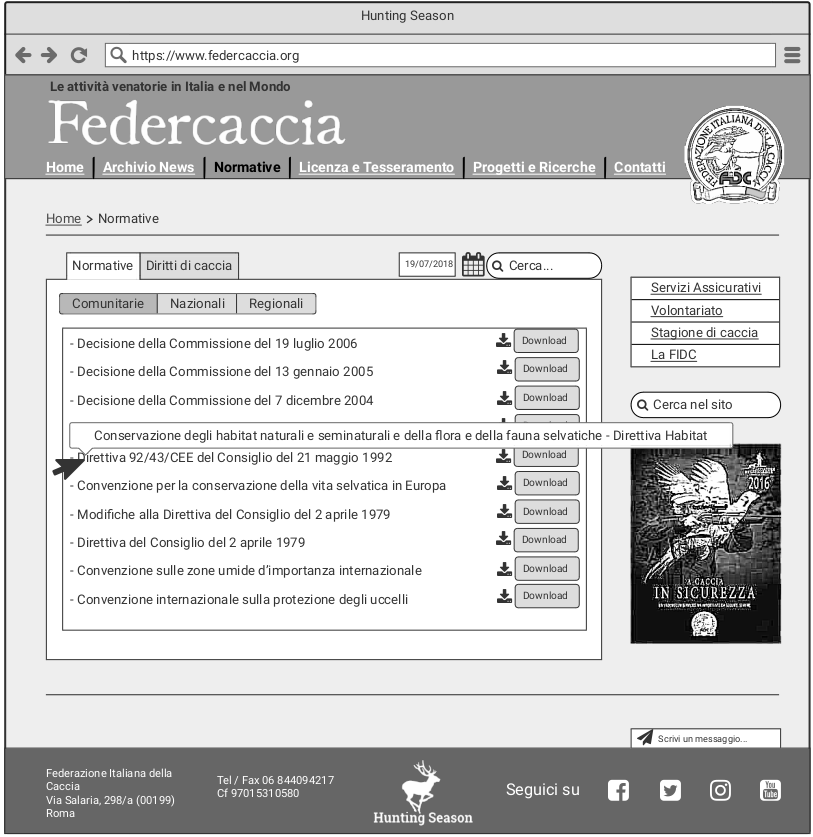 Hunting Season
https://www.federcaccia.org
Le attività venatorie in Italia e nel Mondo
Federcaccia
Home Archivio News Normative Licenza e Tesseramento Progetti e Ricerche Contatti
FEDERAZIONE ITALIANA DELLA CACCIA
FIDC
Home > Normative
Normative Diritti di caccia 19/07/2018 Cerca...
Comunitarie Nazionali Regionali
- Decisione della Commissione del 19 luglio 2006 Download
- Decisione della Commissione del 13 gennaio 2005 Download
- Decisione della Commissione del 7 dicembre 2004 Download
Conservazione degli habitat naturali e seminaturali e della flora e della fauna selvatiche - Direttiva Habitat
- Direttiva 92/43/CEE del Consiglio del 21 maggio 1992 Download
- Convenzione per la conservazione della vita selvatica in Europa Download
- Modifiche alla Direttiva del Consiglio del 2 aprile 1979 Download
- Direttiva del Consiglio del 2 aprile 1979 Download
- Convenzione sulle zone umide d'importanza internazionale Download
- Convenzione internazionale sulla protezione degli uccelli Download
Servizi Assicurativi
Volontariato
Stagione di caccia
La FIDC
Cerca nel sito
2016
A CACCIA
IN SICUREZZA
Scrivi un messaggio...
Federazione Italiana della
Caccia
Via Salaria, 298/a (00199)
Roma
Tel / Fax 06 844094217
Cf 97015310580
Hunting Season
Seguici su
You
Tube